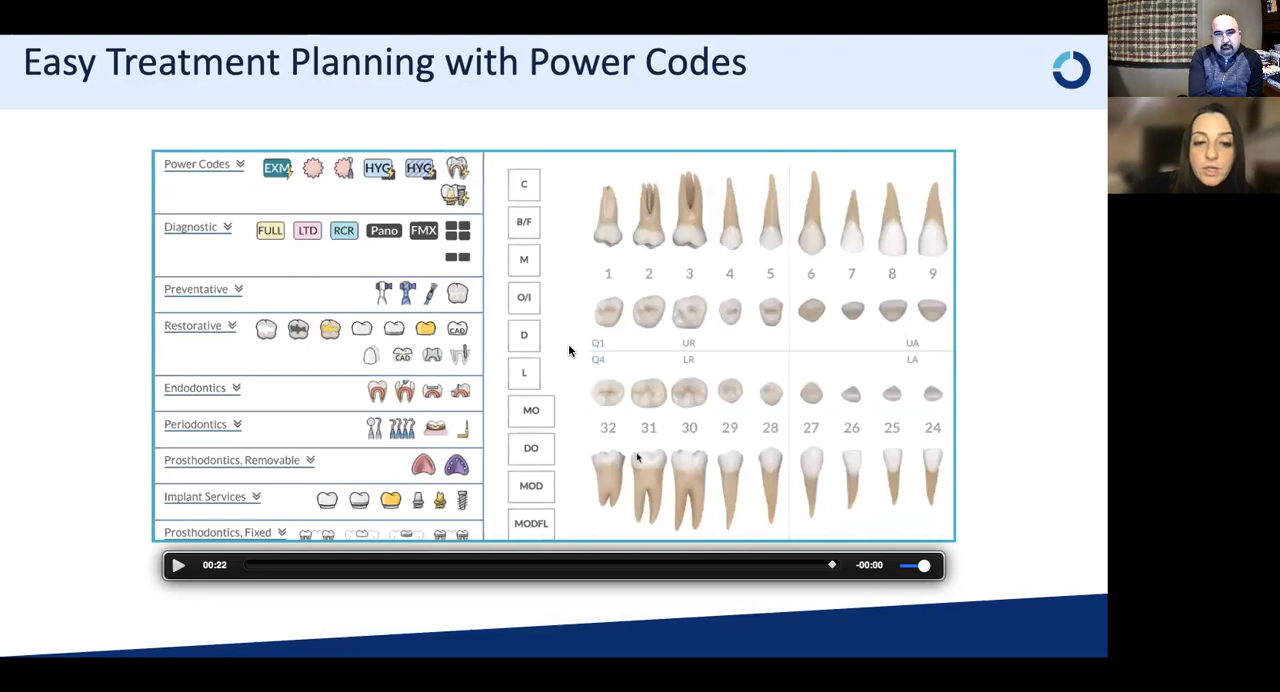 Easy Treatment Planning with Power Codes
Power Codes EXM HYG HYG
Diagnostic FULL LTD RCR Pano FMX
Preventative
Restorative CAD
CAD
Endodontics
Periodontics
Prosthodontics, Removable
Implant Services
Prosthodontics, Fixed
C
B/F
M
O/I
D
L
MO
DO
MOD
MODFL
1 2 3 4 5 6 7 8 9
Q1 UR UA
Q4 LR LA
32 31 30 29 28 27 26 25 24
00:22 -00:00